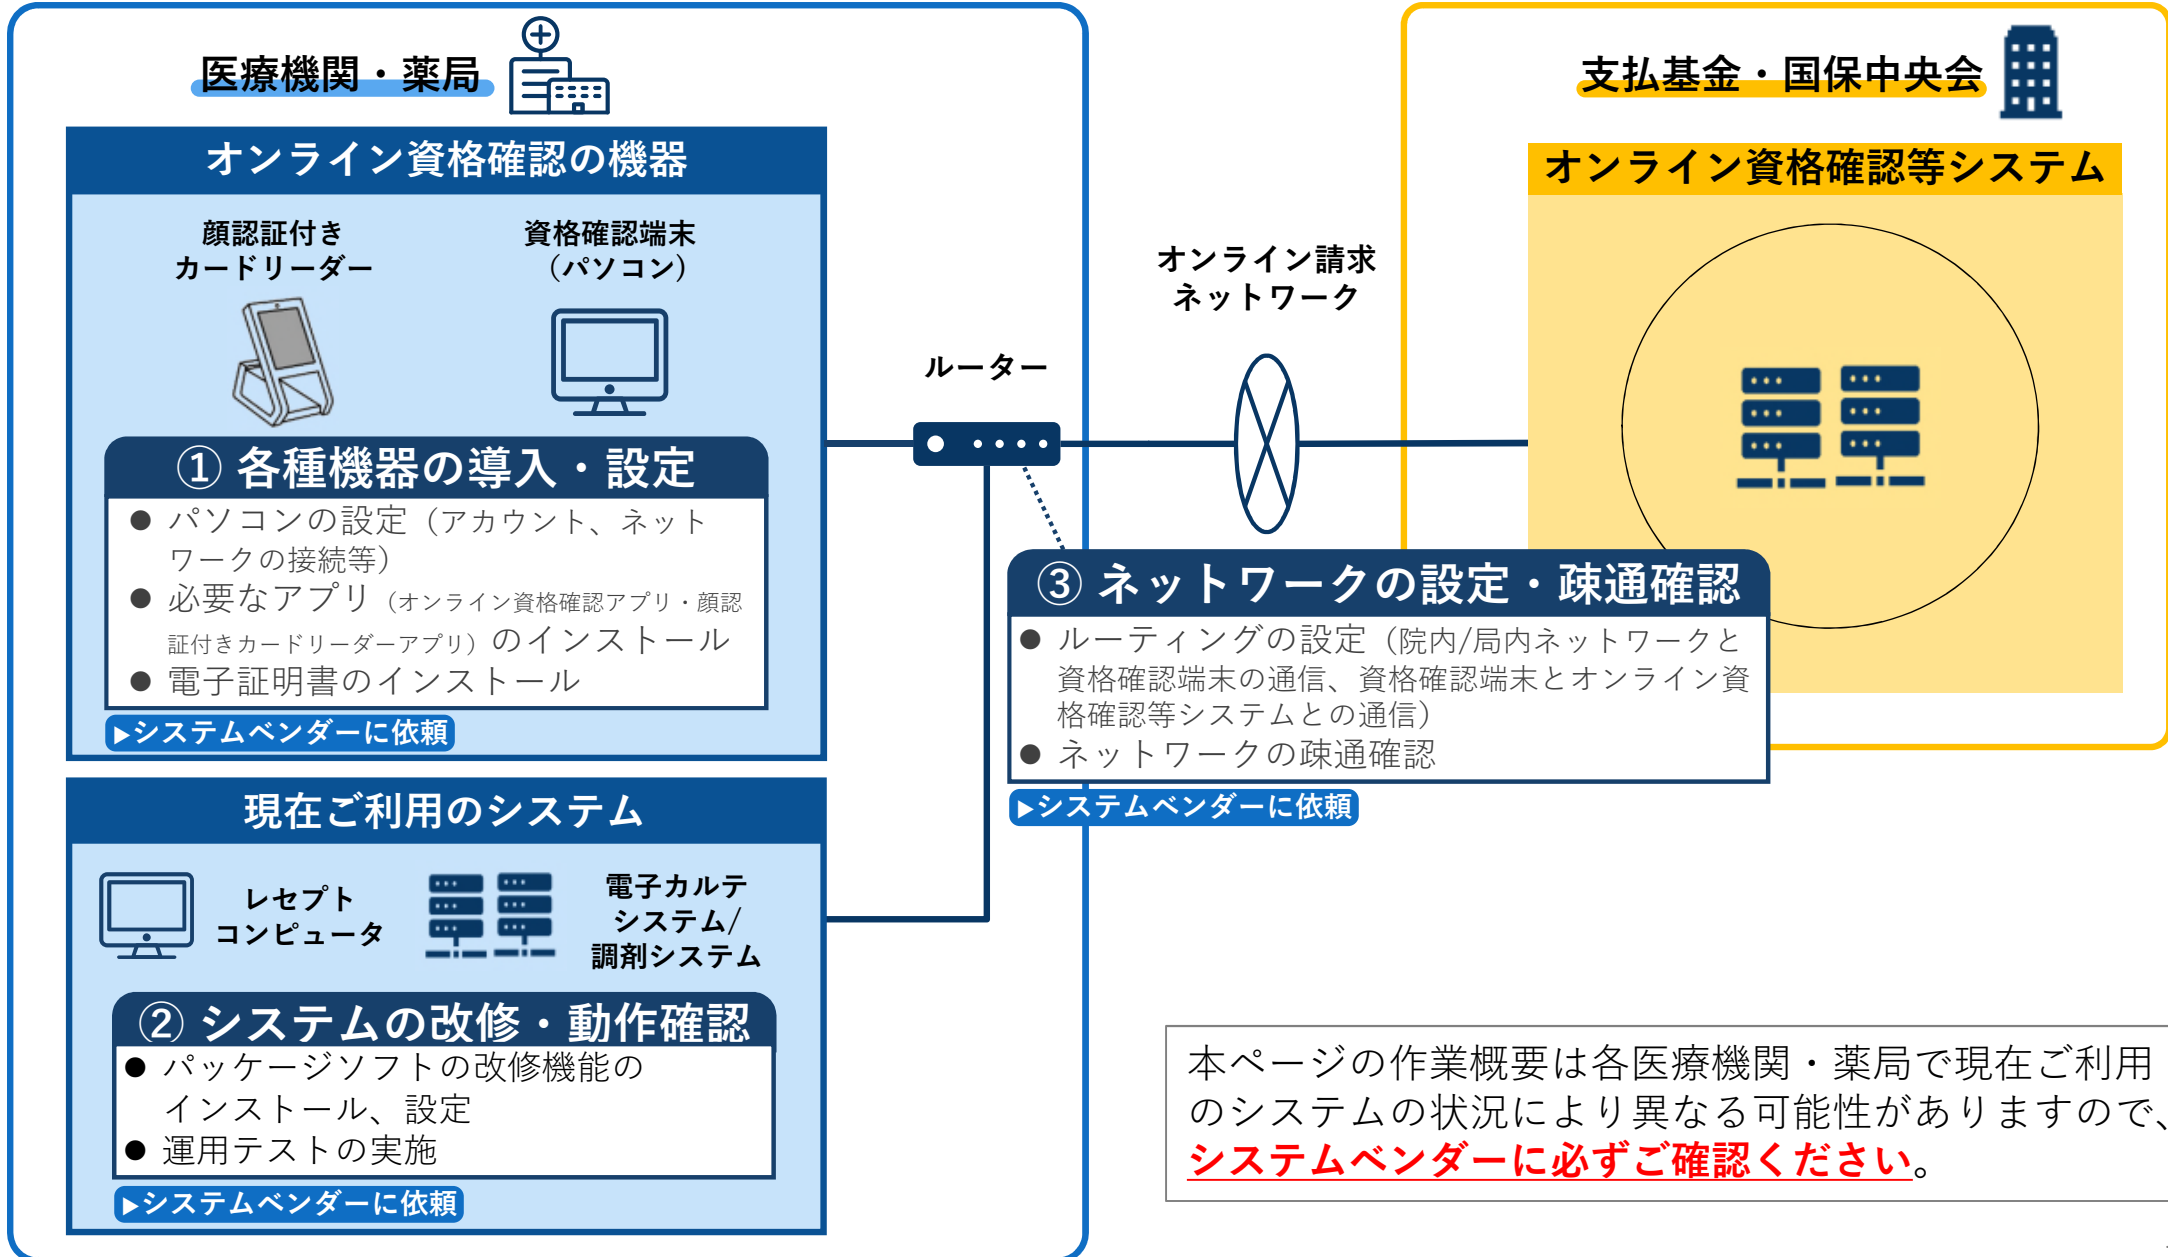 医療機関・薬局
オンライン資格確認の機器
顔認証付き
カードリーダー
資格確認端末
（パソコン）
① 各種機器の導入・設定
● パソコンの設定（アカウント、ネット
ワークの接続等）
● 必要なアプリ（オンライン資格確認アプリ・顔認
証付きカードリーダーアプリ）のインストール
● 電子証明書のインストール
▶システムベンダーに依頼
現在ご利用のシステム
レセプト
コンピュータ
電子カルテ
システム/
調剤システム
② システムの改修・動作確認
● パッケージソフトの改修機能の
インストール、設定
● 運用テストの実施
▶システムベンダーに依頼
ルーター
オンライン請求
ネットワーク
支払基金・国保中央会
オンライン資格確認等システム
③ ネットワークの設定・疎通確認
● ルーティングの設定（院内/局内ネットワークと
資格確認端末の通信、資格確認端末とオンライン資
格確認等システムとの通信）
● ネットワークの疎通確認
▶システムベンダーに依頼
本ページの作業概要は各医療機関・薬局で現在ご利用
のシステムの状況により異なる可能性がありますので、
システムベンダーに必ずご確認ください。